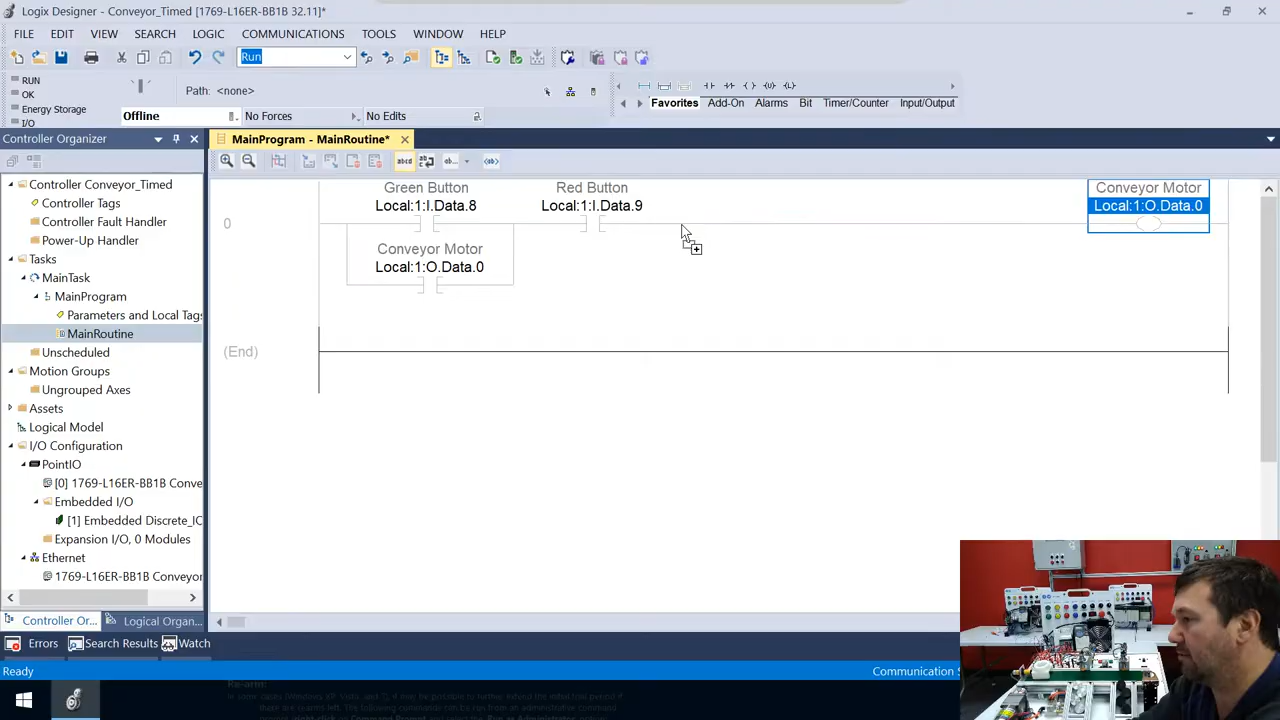 Logix Designer - Conveyor_Timed [1769-L16ER-BB1B 32.11]*
FILE EDIT VIEW SEARCH LOGIC COMMUNICATIONS TOOLS WINDOW HELP
Run
RUN
OK
Energy Storage
I/O
Path: <none>
Offline
No Forces
No Edits
Favorites Add-On Alarms Bit Timer/Counter Input/Output
Controller Organizer
MainProgram - MainRoutine*
Controller Conveyor_Timed
Controller Tags
Controller Fault Handler
Power-Up Handler
Tasks
MainTask
MainProgram
Parameters and Local Tags
MainRoutine
Unscheduled
Motion Groups
Ungrouped Axes
Assets
Logical Model
I/O Configuration
PointIO
[0] 1769-L16ER-BB1B Conve
Embedded I/O
[1] Embedded Discrete_IC
Expansion I/O, 0 Modules
Ethernet
1769-L16ER-BB1B Conveyor
Controller Or...
Logical Organ...
abcd
ab...
Green Button
Local:1:I.Data.8
Red Button
Local:1:I.Data.9
Conveyor Motor
Local:1:O.Data.0
0
Conveyor Motor
Local:1:O.Data.0
(End)
Errors
Search Results
Watch
Ready
Communication S
Re-arm: